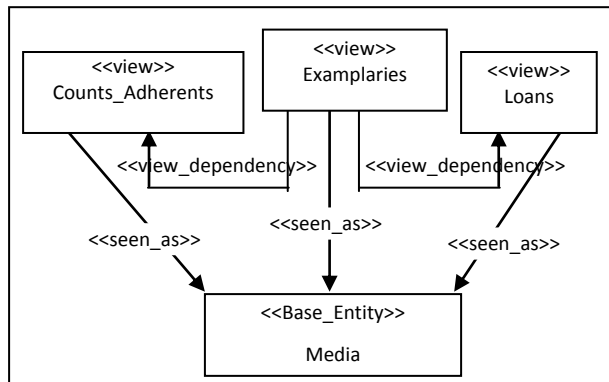 <<view>>
Counts_Adherents
<<view>>
Examplaries
<<view>>
Loans
<<view_dependency>>
<<view_dependency>>
<<seen_as>>
<<seen_as>>
<<seen_as>>
<<Base_Entity>>
Media